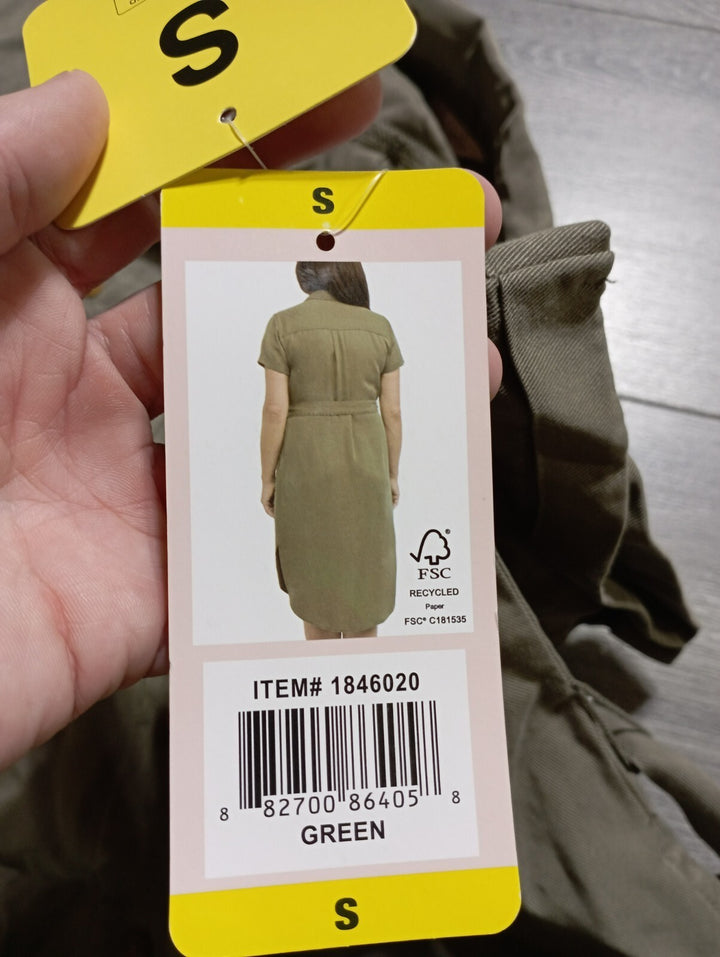 S
S
FSC®
RECYCLED
Paper
FSC® C181535
ITEM# 1846020
8 82700 86405 8
GREEN
S